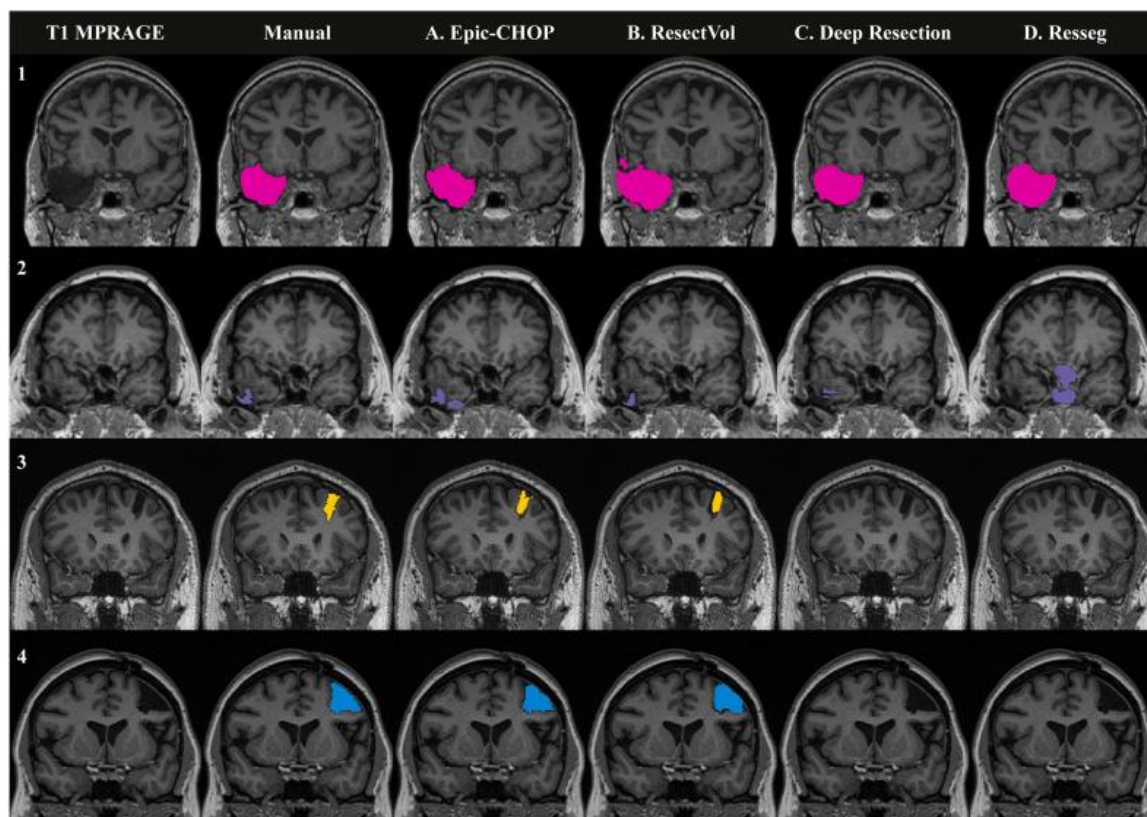 T1 MPRAGE Manual A. Epic-CHOP B. ResectVol C. Deep Resection D. Resseg
1
2
3
4